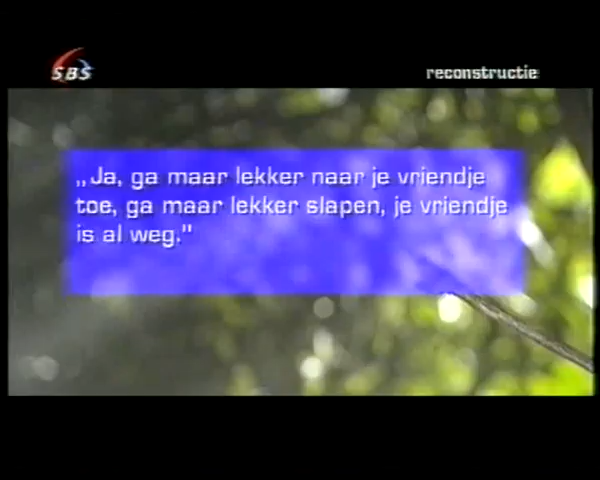 SBS
reconstructie
„Ja, ga maar lekker naar je vriendje
toe, ga maar lekker slapen, je vriendje
is al weg."